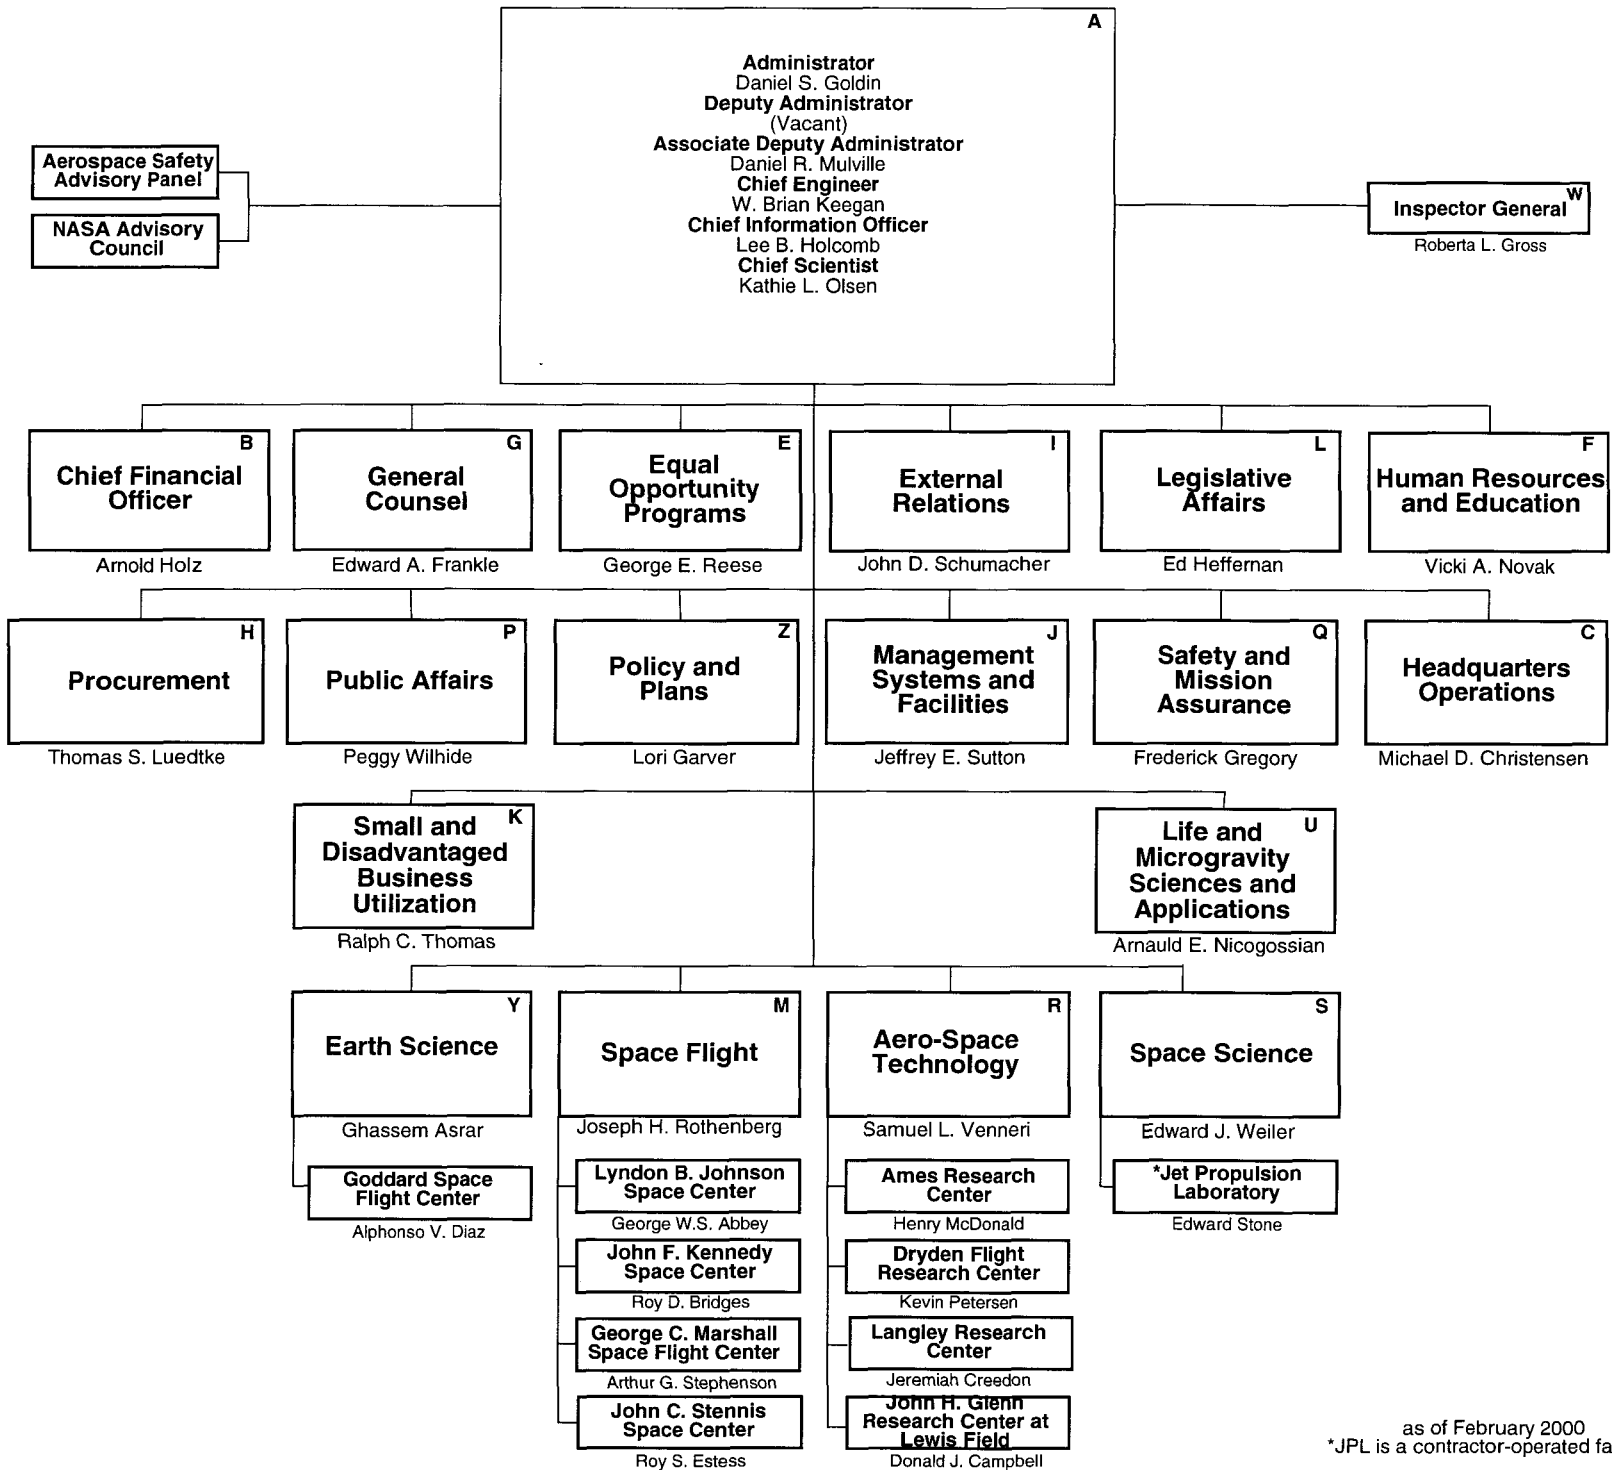 A
Administrator
Daniel S. Goldin
Deputy Administrator
(Vacant)
Associate Deputy Administrator
Daniel R. Mulville
Chief Engineer
W. Brian Keegan
Chief Information Officer
Lee B. Holcomb
Chief Scientist
Kathie L. Olsen
Aerospace Safety
Advisory Panel
NASA Advisory
Council
W
Inspector General
Roberta L. Gross
B
Chief Financial
Officer
Arnold Holz
G
General
Counsel
Edward A. Frankle
E
Equal
Opportunity
Programs
George E. Reese
I
External
Relations
John D. Schumacher
L
Legislative
Affairs
Ed Heffernan
F
Human Resources
and Education
Vicki A. Novak
H
Procurement
Thomas S. Luedtke
P
Public Affairs
Peggy Wilhide
Z
Policy and
Plans
Lori Garver
J
Management
Systems and
Facilities
Jeffrey E. Sutton
Q
Safety and
Mission
Assurance
Frederick Gregory
C
Headquarters
Operations
Michael D. Christensen
K
Small and
Disadvantaged
Business
Utilization
Ralph C. Thomas
U
Life and
Microgravity
Sciences and
Applications
Arnauld E. Nicogossian
Y
Earth Science
Ghassem Asrar
Goddard Space
Flight Center
Alphonso V. Diaz
M
Space Flight
Joseph H. Rothenberg
Lyndon B. Johnson
Space Center
George W.S. Abbey
John F. Kennedy
Space Center
Roy D. Bridges
George C. Marshall
Space Flight Center
Arthur G. Stephenson
John C. Stennis
Space Center
Roy S. Estess
R
Aero-Space
Technology
Samuel L. Venneri
Ames Research
Center
Henry McDonald
Dryden Flight
Research Center
Kevin Petersen
Langley Research
Center
Jeremiah Creedon
John H. Glenn
Research Center at
Lewis Field
Donald J. Campbell
S
Space Science
Edward J. Weiler
*Jet Propulsion
Laboratory
Edward Stone
as of February 2000
*JPL is a contractor-operated fa